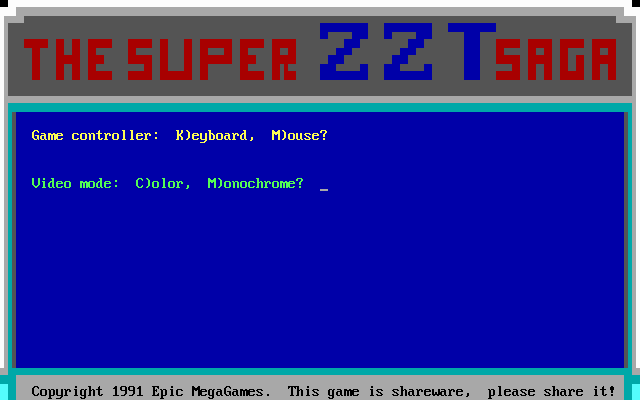 THE SUPER ZZT SAGA
Game controller:  K)eyboard,  M)ouse?
Video mode:  C)olor,  M)onochrome?  _
Copyright 1991 Epic MegaGames.  This game is shareware,  please share it!